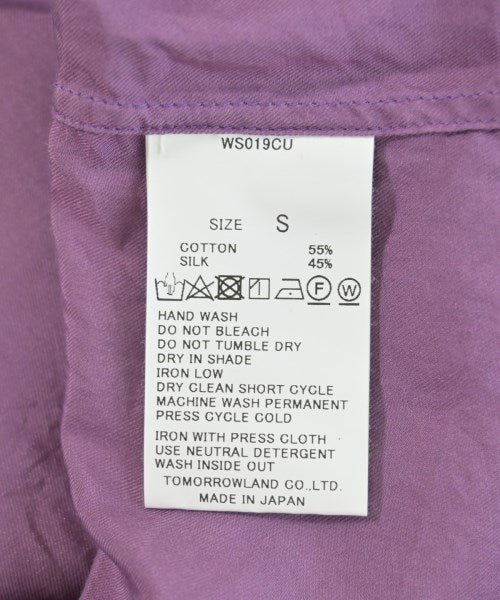 WS019CU
SIZE S
COTTON 55%
SILK 45%
F W
HAND WASH
DO NOT BLEACH
DO NOT TUMBLE DRY
DRY IN SHADE
IRON LOW
DRY CLEAN SHORT CYCLE
MACHINE WASH PERMANENT
PRESS CYCLE COLD
IRON WITH PRESS CLOTH
USE NEUTRAL DETERGENT
WASH INSIDE OUT
TOMORROWLAND CO.,LTD.
MADE IN JAPAN